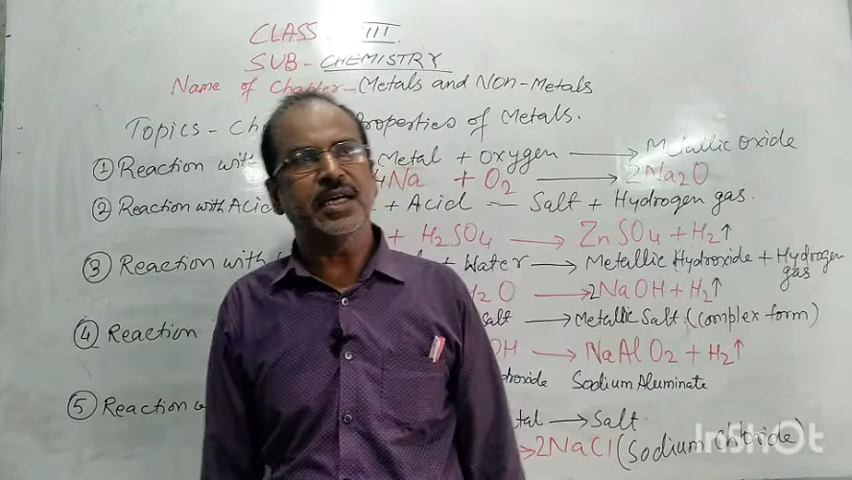 CLASS - III
SUB - CHEMISTRY
Name of Chapter - Metals and Non-Metals
Topics - Ch Properties of Metals.
① Reaction with Metal + oxygen ⟶ Metallic oxide
4Na + O2 ⟶ 2Na2O
② Reaction with Acid + Acid — Salt + Hydrogen gas.
+ H2SO4 ⟶ ZnSO4 + H2↑
③ Reaction with + Water ⟶ Metallic Hydroxide + Hydrogen gas
H2O ⟶ 2NaOH + H2↑
④ Reaction salt ⟶ Metallic Salt (complex form)
OH ⟶ NaAlO2 + H2↑
Sodium Aluminate
⑤ Reaction ⟶ Salt.
⟶ 2NaCl (Sodium Chloride)
InShot